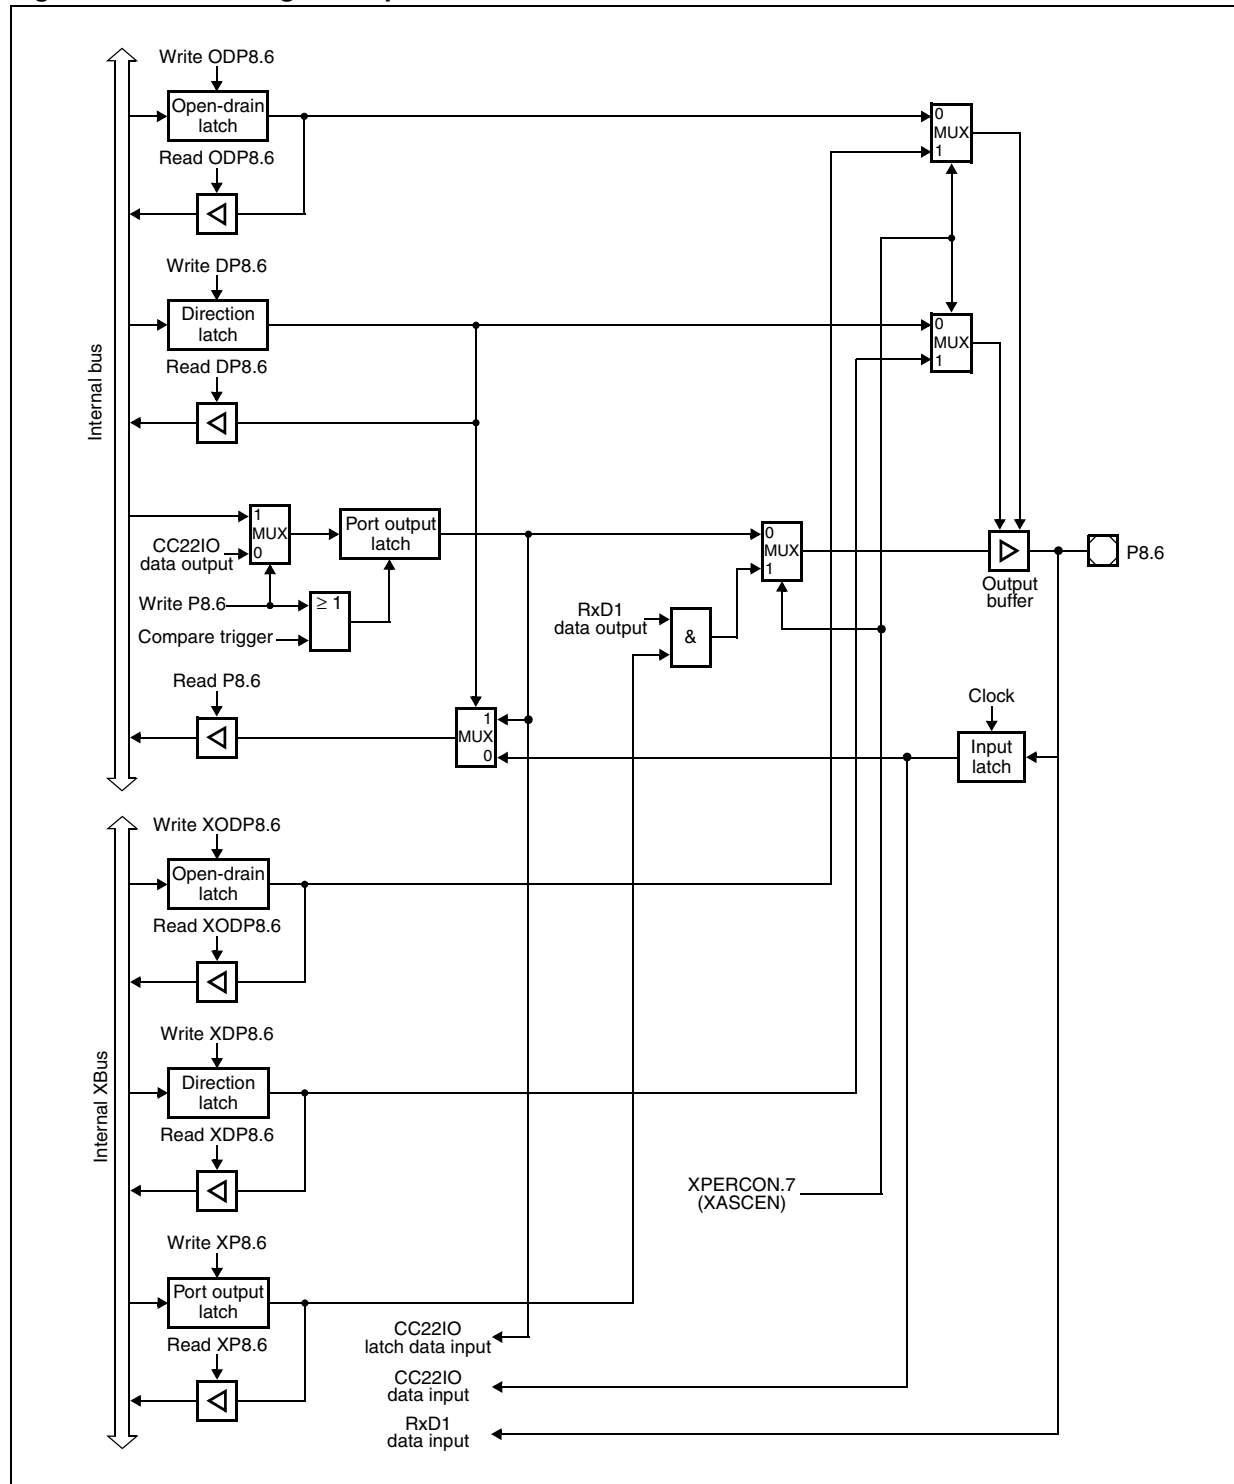 Write ODP8.6
Open-drain
latch
0
MUX
1
Read ODP8.6
Write DP8.6
Direction
latch
0
MUX
1
Read DP8.6
Internal bus
1
MUX
0
CC22IO
data output
Port output
latch
0
MUX
1
P8.6
Output
buffer
Write P8.6
≥ 1
Compare trigger
RxD1
data output
&
Read P8.6
1
MUX
0
Clock
Input
latch
Write XODP8.6
Open-drain
latch
Read XODP8.6
Write XDP8.6
Internal XBus
Direction
latch
Read XDP8.6
XPERCON.7
(XASCEN)
Write XP8.6
Port output
latch
Read XP8.6
CC22IO
latch data input
CC22IO
data input
RxD1
data input